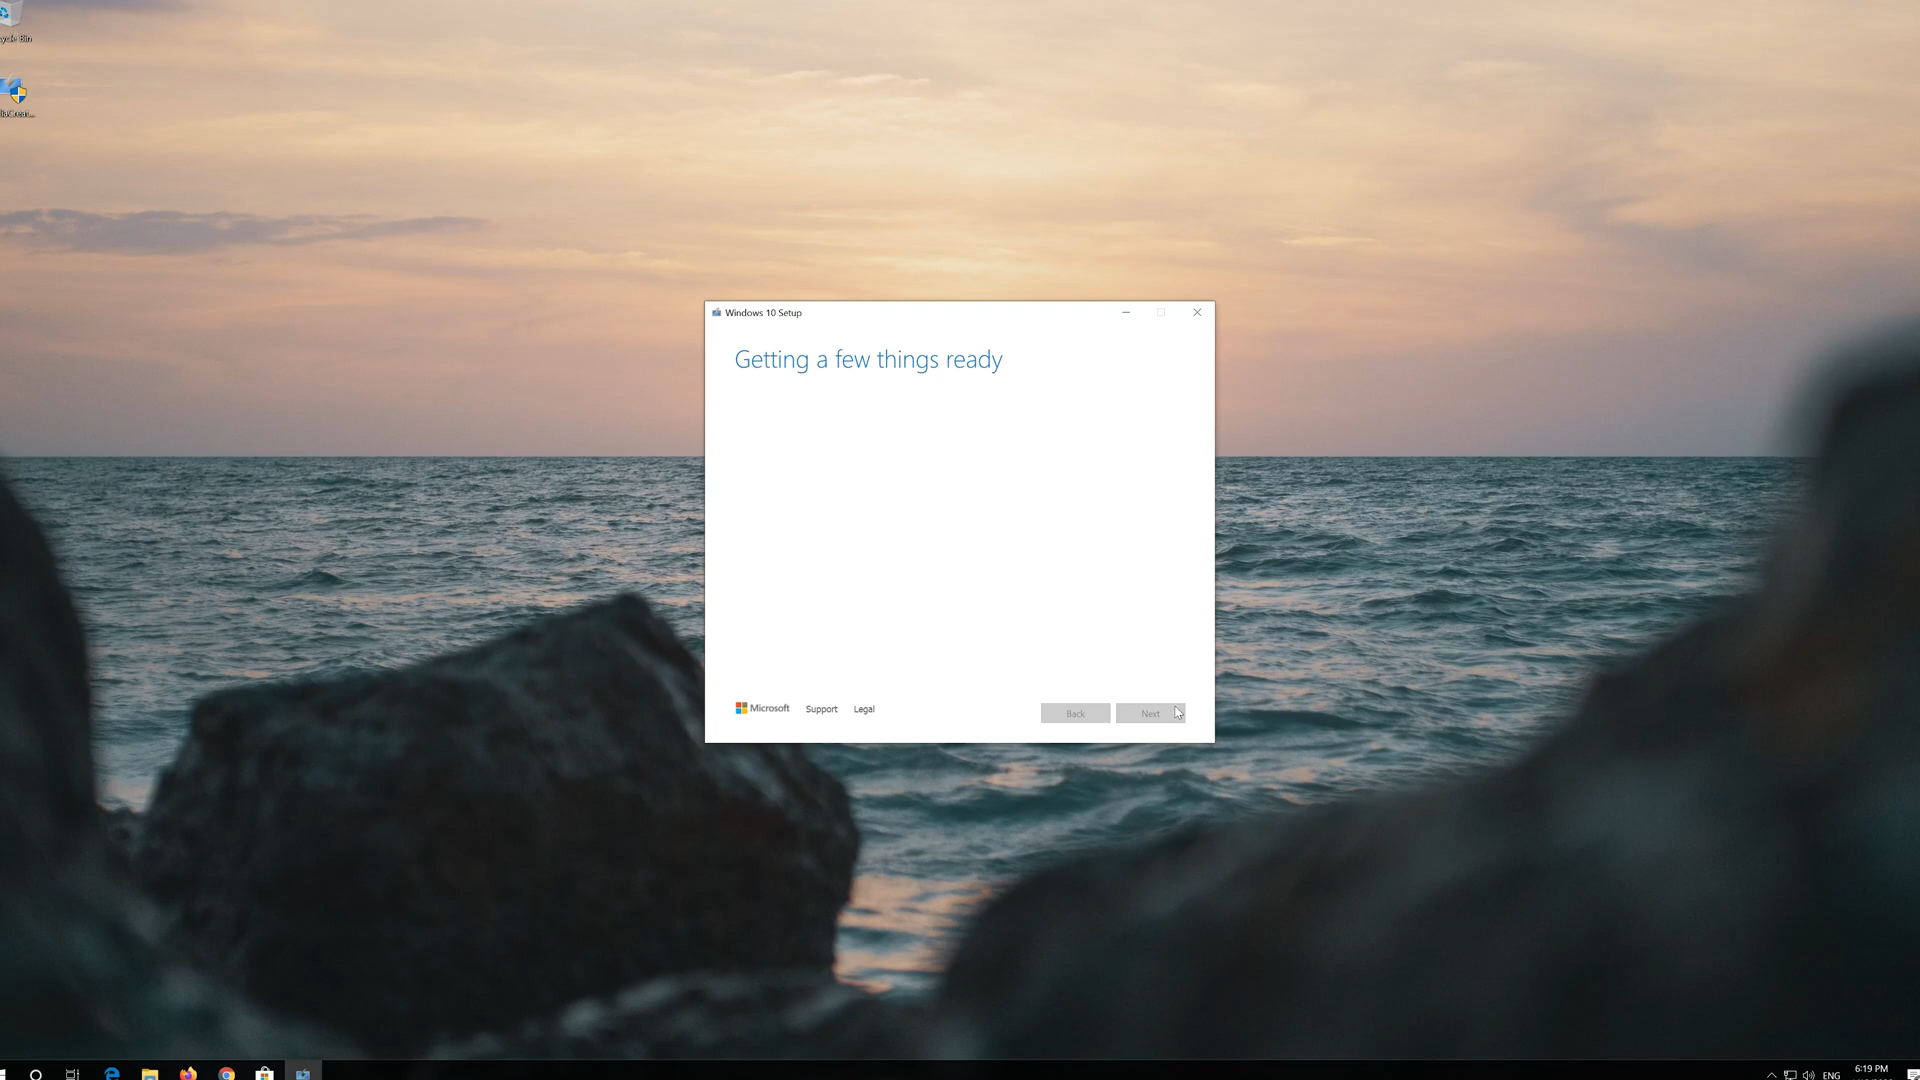 Windows 10 Setup
Getting a few things ready
Microsoft Support Legal
Back Next
ENG
6:19 PM